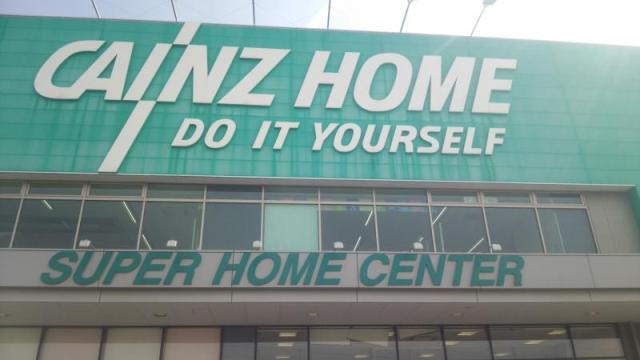 CAINZ HOME
DO IT YOURSELF
SUPER HOME CENTER